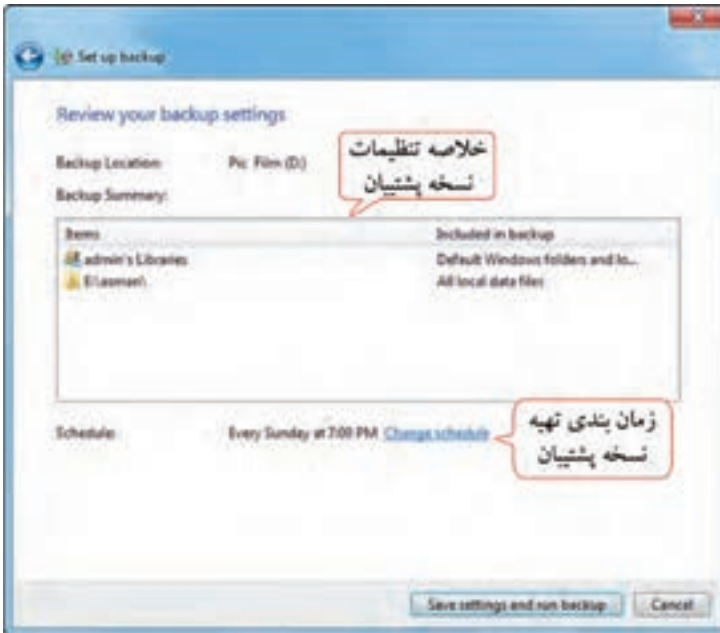 Set up backup
Review your backup settings
Backup Location: Pic Film (D:)
خلاصه تنظیمات
نسخه پشتیبان
Backup Summary:
Items Included in backup
admin's Libraries Default Windows folders and lo...
E:\asman\ All local data files
Schedule: Every Sunday at 7:00 PM Change schedule
زمان بندی تهیه
نسخه پشتیبان
Save settings and run backup Cancel